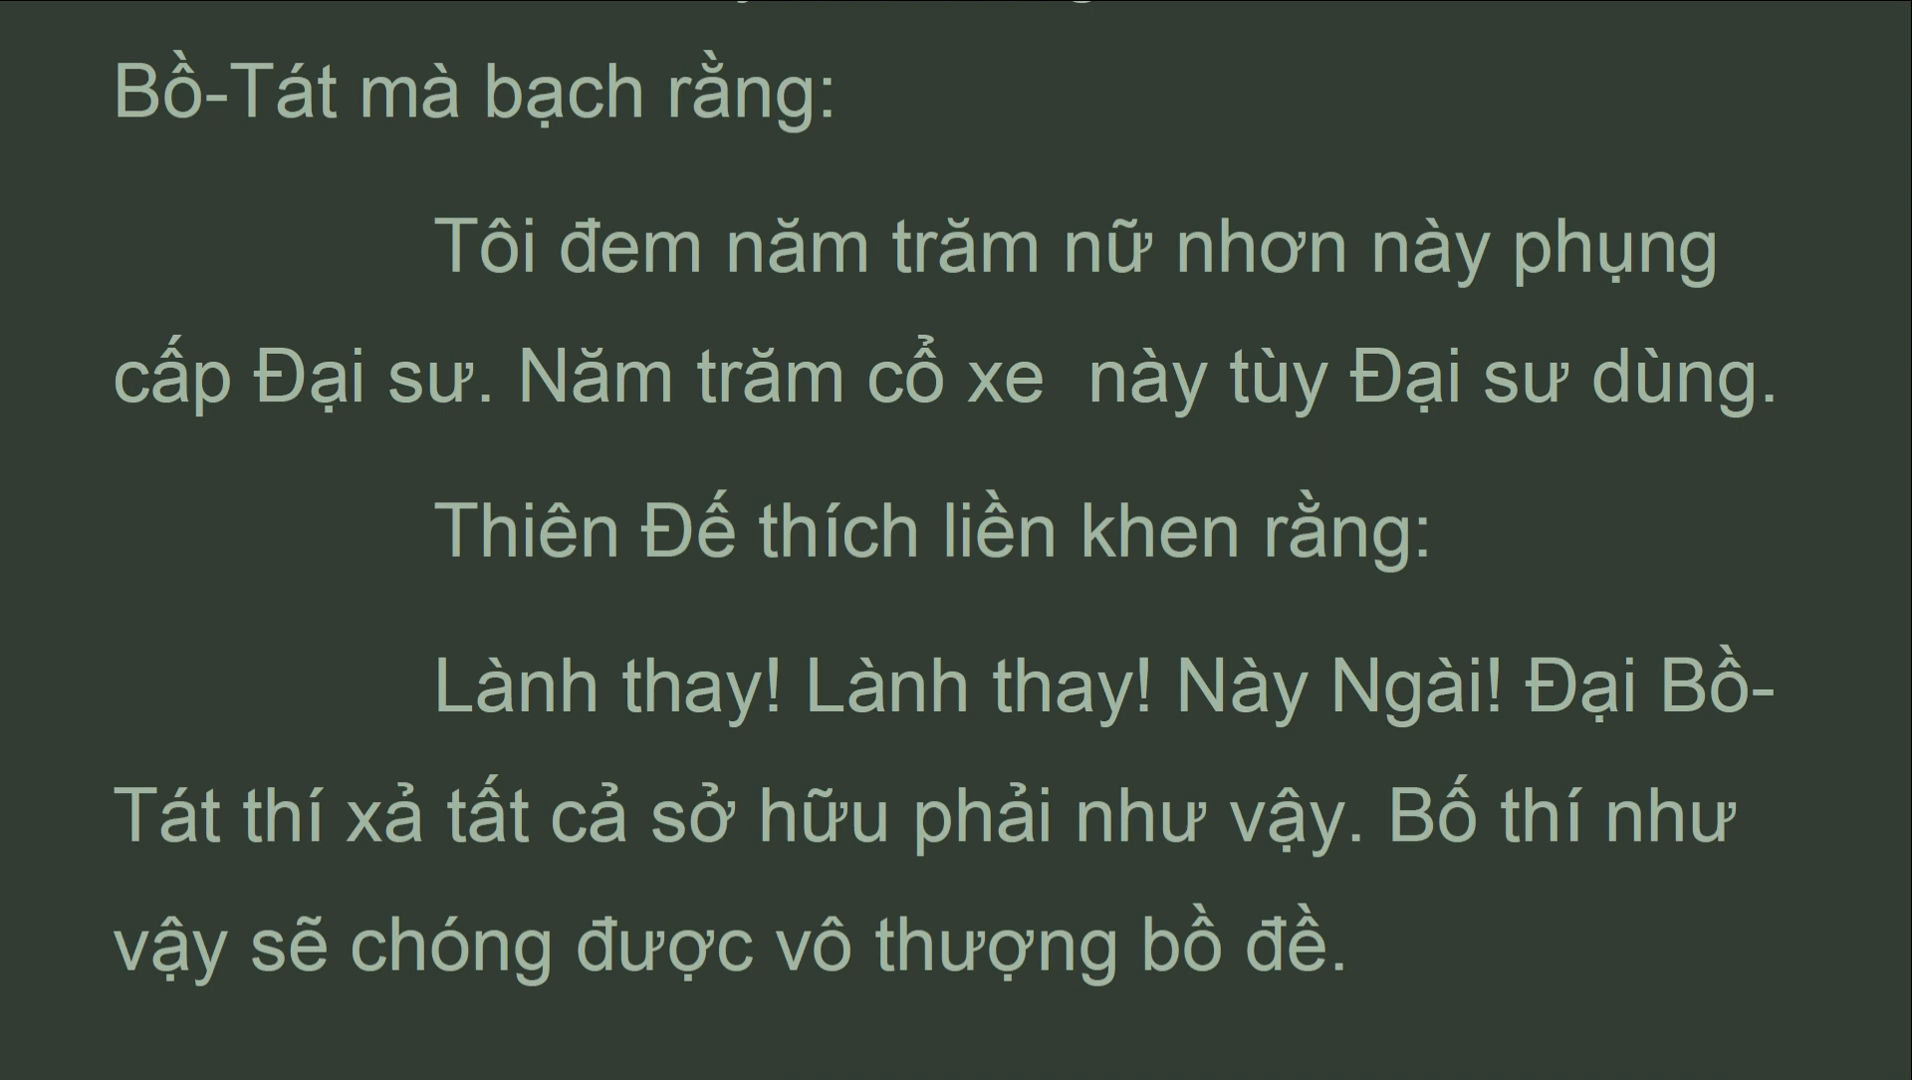 Bồ-Tát mà bạch rằng:
Tôi đem năm trăm nữ nhơn này phụng
cấp Đại sư. Năm trăm cổ xe  này tùy Đại sư dùng.
Thiên Đế thích liền khen rằng:
Lành thay! Lành thay! Này Ngài! Đại Bồ-
Tát thí xả tất cả sở hữu phải như vậy. Bố thí như
vậy sẽ chóng được vô thượng bồ đề.